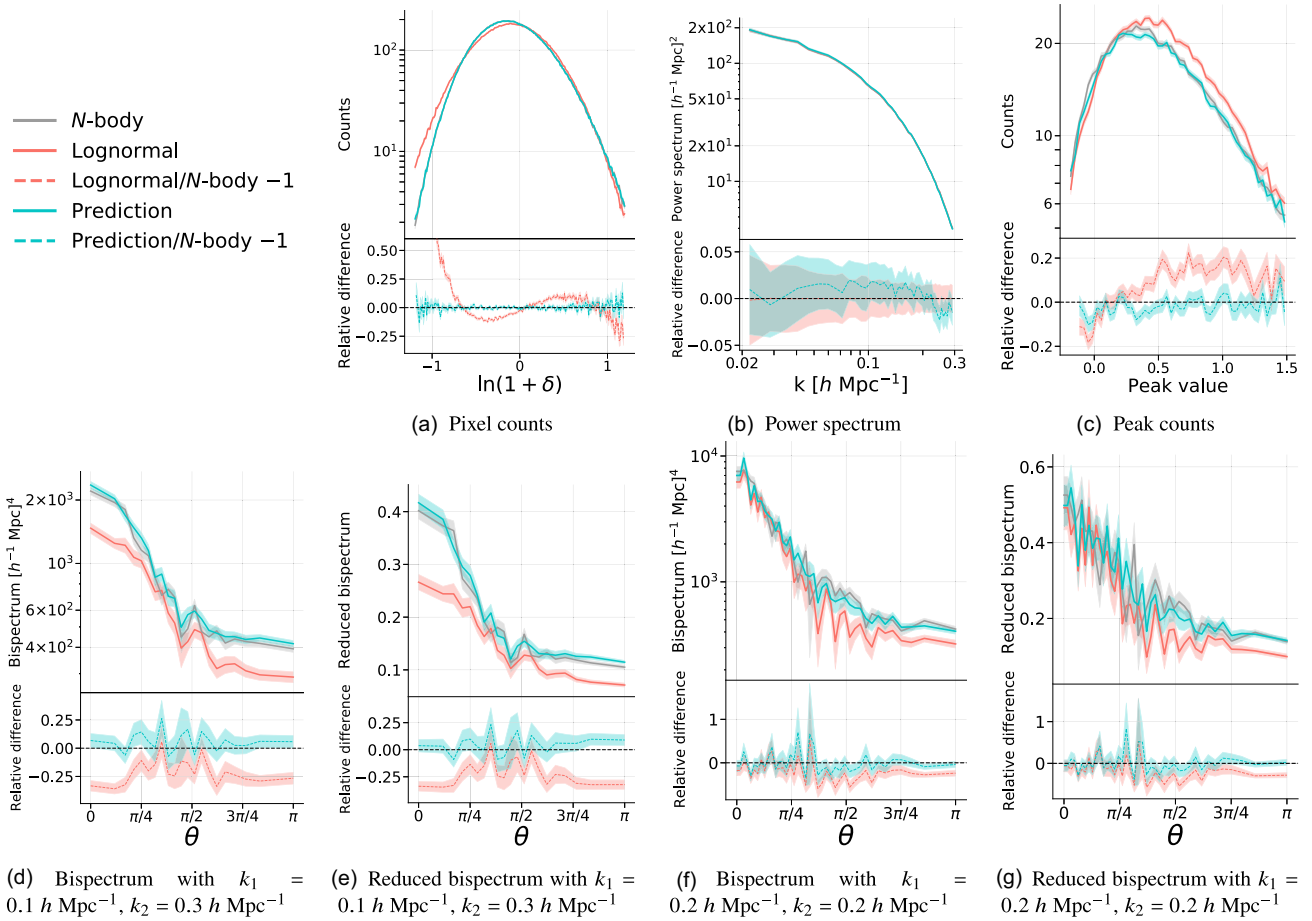 N-body
Lognormal
Lognormal/N-body −1
Prediction
Prediction/N-body −1
Counts
10²
10¹
Relative difference
0.50
0.25
0.00
−0.25
−1
0
1
ln(1 + δ)
(a) Pixel counts
Power spectrum [h⁻¹ Mpc]²
2×10²
10²
5×10¹
2×10¹
10¹
5×10⁰
Relative difference
0.05
0.00
−0.05
0.02
0.1
0.3
k [h Mpc⁻¹]
(b) Power spectrum
Counts
20
10
6
Relative difference
0.2
0.0
−0.2
0.0
0.5
1.0
1.5
Peak value
(c) Peak counts
Bispectrum [h⁻¹ Mpc]⁴
2×10³
10³
6×10²
4×10²
Relative difference
0.25
0.00
−0.25
0
π/4
π/2
3π/4
π
θ
(d) Bispectrum with k₁ =
0.1 h Mpc⁻¹, k₂ = 0.3 h Mpc⁻¹
Reduced bispectrum
0.4
0.3
0.2
0.1
Relative difference
0.25
0.00
−0.25
0
π/4
π/2
3π/4
π
θ
(e) Reduced bispectrum with k₁ =
0.1 h Mpc⁻¹, k₂ = 0.3 h Mpc⁻¹
Bispectrum [h⁻¹ Mpc]⁴
10⁴
10³
Relative difference
1
0
0
π/4
π/2
3π/4
π
θ
(f) Bispectrum with k₁ =
0.2 h Mpc⁻¹, k₂ = 0.2 h Mpc⁻¹
Reduced bispectrum
0.6
0.4
0.2
Relative difference
1
0
0
π/4
π/2
3π/4
π
θ
(g) Reduced bispectrum with k₁ =
0.2 h Mpc⁻¹, k₂ = 0.2 h Mpc⁻¹